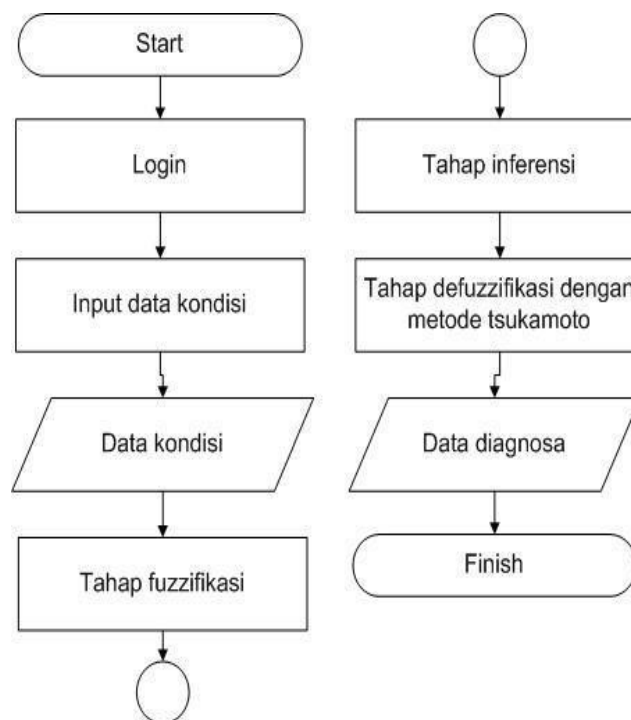 Start
Login
Input data kondisi
Data kondisi
Tahap fuzzifikasi
Tahap inferensi
Tahap defuzzifikasi dengan
metode tsukamoto
Data diagnosa
Finish